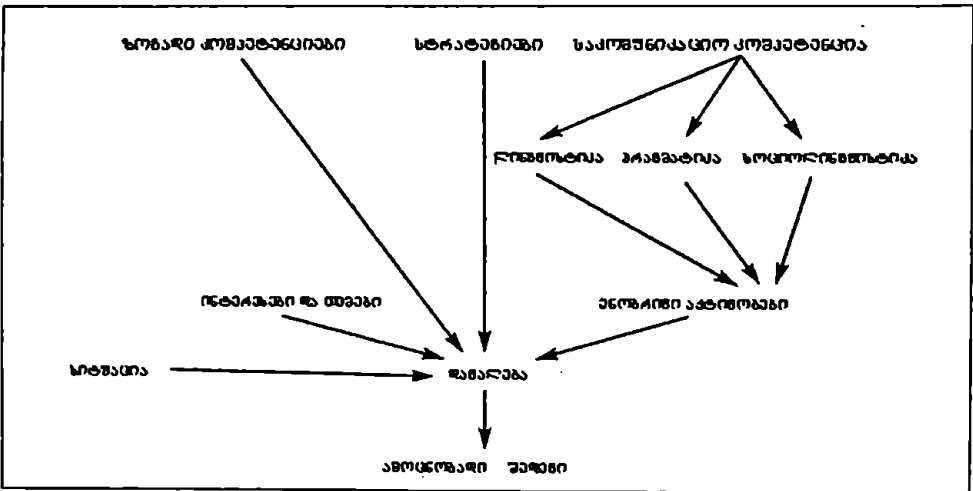 ზოგადი კომპეტენციები სტრატეგიები საკომუნიკაციო კომპეტენცია
ლინგვისტიკა პრაგმატიკა სოციოლინგვისტიკა
ინტერესები და თემები ენობრივი აქტივობები
სიტუაცია დავალება
ამოცნობადი შედეგი